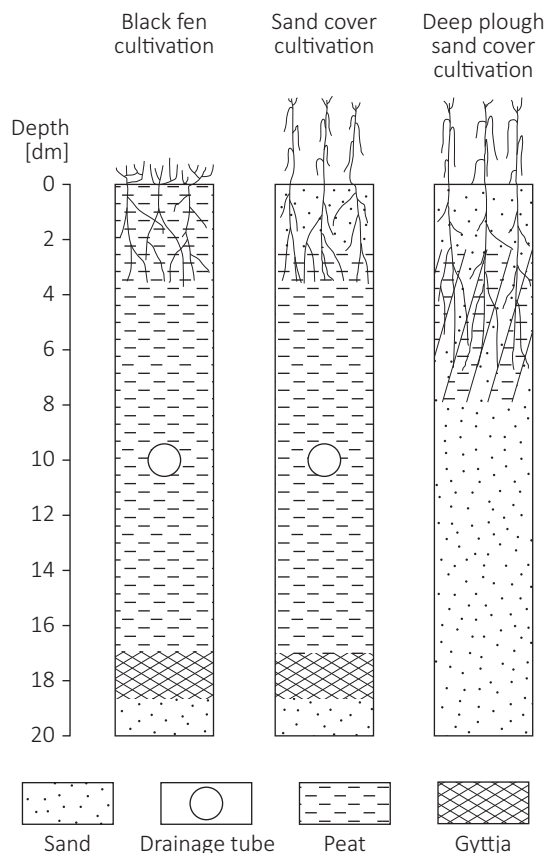 Black fen
cultivation
Sand cover
cultivation
Deep plough
sand cover
cultivation
Depth
[dm]
0
2
4
6
8
10
12
14
16
18
20
Sand
Drainage tube
Peat
Gyttja